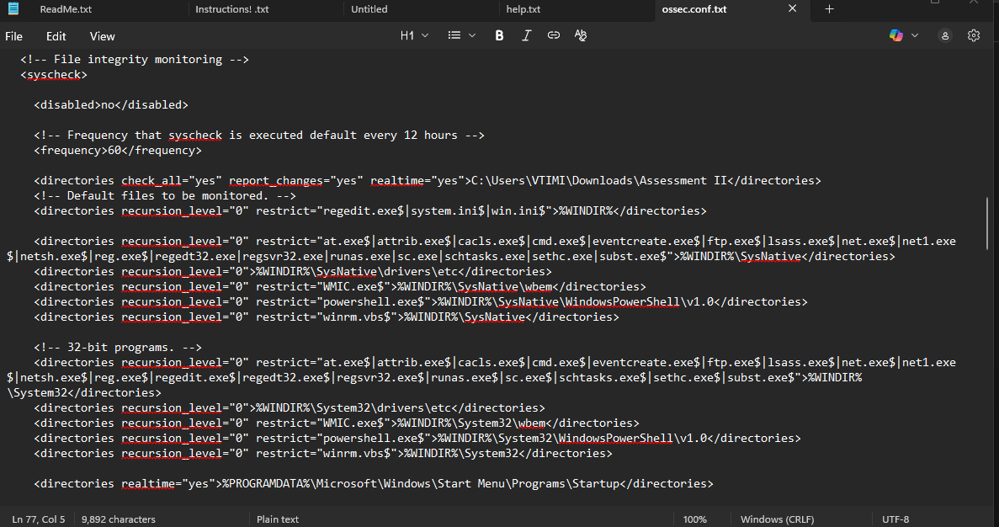 ReadMe.txt Instructions! .txt Untitled help.txt ossec.conf.txt
File Edit View H1 B I
<!-- File integrity monitoring -->
<syscheck>
<disabled>no</disabled>
<!-- Frequency that syscheck is executed default every 12 hours -->
<frequency>60</frequency>
<directories check_all="yes" report_changes="yes" realtime="yes">C:\Users\VTIMI\Downloads\Assessment II</directories>
<!-- Default files to be monitored. -->
<directories recursion_level="0" restrict="regedit.exe$|system.ini$|win.ini$">%WINDIR%</directories>
<directories recursion_level="0" restrict="at.exe$|attrib.exe$|cacls.exe$|cmd.exe$|eventcreate.exe$|ftp.exe$|lsass.exe$|net.exe$|net1.exe
$|netsh.exe$|reg.exe$|regedt32.exe|regsvr32.exe|runas.exe|sc.exe|schtasks.exe|sethc.exe|subst.exe$">%WINDIR%\SysNative</directories>
<directories recursion_level="0">%WINDIR%\SysNative\drivers\etc</directories>
<directories recursion_level="0" restrict="WMIC.exe$">%WINDIR%\SysNative\wbem</directories>
<directories recursion_level="0" restrict="powershell.exe$">%WINDIR%\SysNative\WindowsPowerShell\v1.0</directories>
<directories recursion_level="0" restrict="winrm.vbs$">%WINDIR%\SysNative</directories>
<!-- 32-bit programs. -->
<directories recursion_level="0" restrict="at.exe$|attrib.exe$|cacls.exe$|cmd.exe$|eventcreate.exe$|ftp.exe$|lsass.exe$|net.exe$|net1.exe
$|netsh.exe$|reg.exe$|regedit.exe$|regedt32.exe$|regsvr32.exe$|runas.exe$|sc.exe$|schtasks.exe$|sethc.exe$|subst.exe$">%WINDIR%
\System32</directories>
<directories recursion_level="0">%WINDIR%\System32\drivers\etc</directories>
<directories recursion_level="0" restrict="WMIC.exe$">%WINDIR%\System32\wbem</directories>
<directories recursion_level="0" restrict="powershell.exe$">%WINDIR%\System32\WindowsPowerShell\v1.0</directories>
<directories recursion_level="0" restrict="winrm.vbs$">%WINDIR%\System32</directories>
<directories realtime="yes">%PROGRAMDATA%\Microsoft\Windows\Start Menu\Programs\Startup</directories>
Ln 77, Col 5 9,892 characters Plain text 100% Windows (CRLF) UTF-8